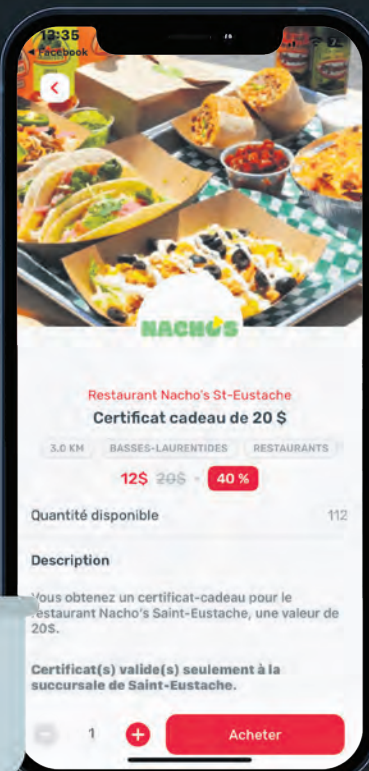 13:35
Facebook
NACHO'S
Restaurant Nacho's St-Eustache
Certificat cadeau de 20 $
3.0 KM BASSES-LAURENTIDES RESTAURANTS
12$ 20$ - 40 %
Quantité disponible 112
Description
Vous obtenez un certificat-cadeau pour le
restaurant Nacho's Saint-Eustache, une valeur de
20$.
Certificat(s) valide(s) seulement à la
succursale de Saint-Eustache.
1 Acheter